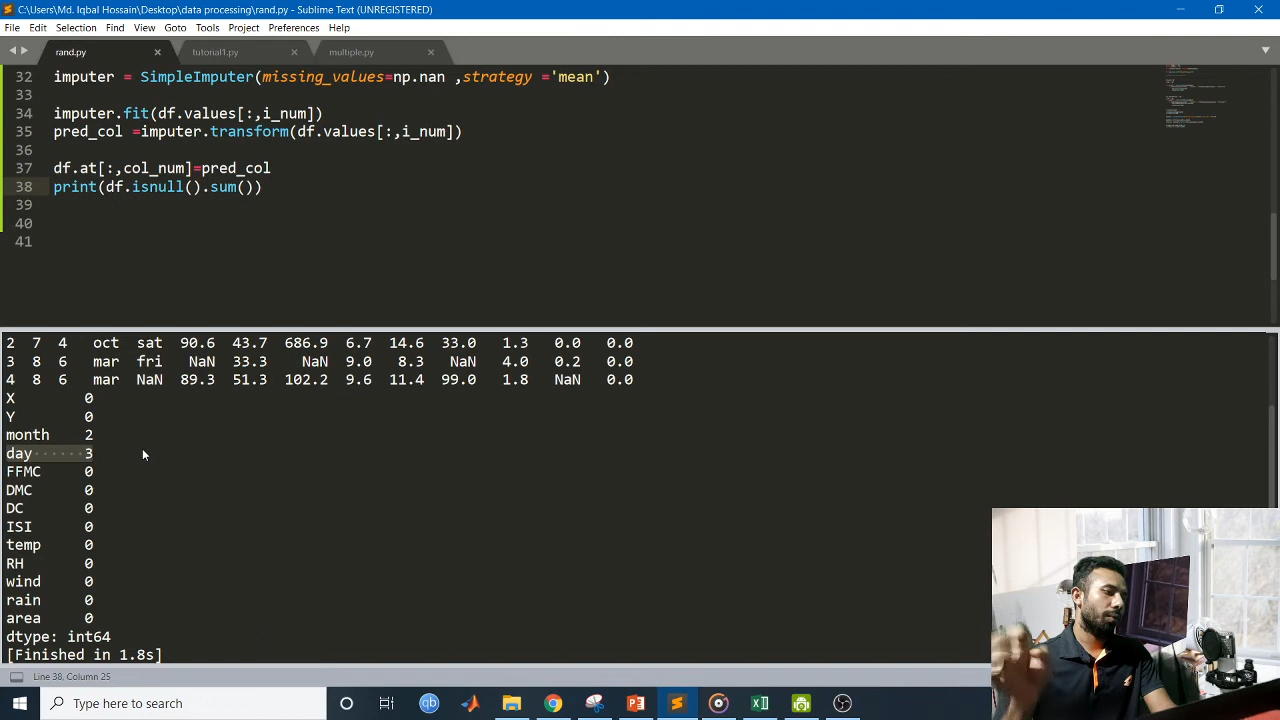 C:\Users\Md. Iqbal Hossain\Desktop\data processing\rand.py - Sublime Text (UNREGISTERED)
File Edit Selection Find View Goto Tools Project Preferences Help
rand.py tutorial1.py multiple.py
32 imputer = SimpleImputer(missing_values=np.nan ,strategy ='mean')
33
34 imputer.fit(df.values[:,i_num])
35 pred_col =imputer.transform(df.values[:,i_num])
36
37 df.at[:,col_num]=pred_col
38 print(df.isnull().sum())
39
40
41
2 7 4 oct sat 90.6 43.7 686.9 6.7 14.6 33.0 1.3 0.0 0.0
3 8 6 mar fri NaN 33.3 NaN 9.0 8.3 NaN 4.0 0.2 0.0
4 8 6 mar NaN 89.3 51.3 102.2 9.6 11.4 99.0 1.8 NaN 0.0
X 0
Y 0
month 2
day 3
FFMC 0
DMC 0
DC 0
ISI 0
temp 0
RH 0
wind 0
rain 0
area 0
dtype: int64
[Finished in 1.8s]
Line 38, Column 25
Type here to search